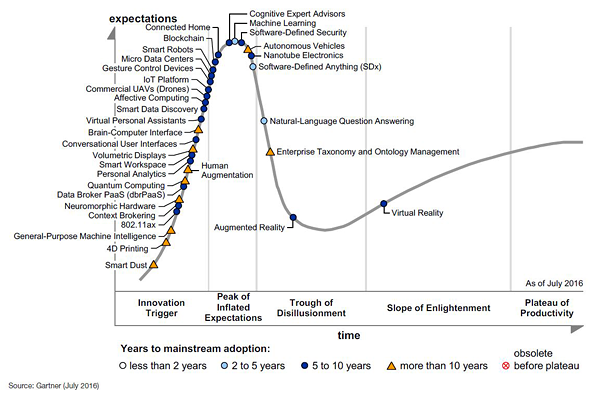 expectations
Cognitive Expert Advisors
Connected Home
Machine Learning
Blockchain
Software-Defined Security
Smart Robots
Autonomous Vehicles
Micro Data Centers
Nanotube Electronics
Gesture Control Devices
Software-Defined Anything (SDx)
IoT Platform
Commercial UAVs (Drones)
Affective Computing
Smart Data Discovery
Virtual Personal Assistants
Natural-Language Question Answering
Brain-Computer Interface
Conversational User Interfaces
Volumetric Displays
Enterprise Taxonomy and Ontology Management
Smart Workspace
Personal Analytics
Human
Augmentation
Quantum Computing
Data Broker PaaS (dbrPaaS)
Neuromorphic Hardware
Context Brokering
Virtual Reality
802.11ax
Augmented Reality
General-Purpose Machine Intelligence
4D Printing
Smart Dust
As of July 2016
Innovation
Trigger
Peak of
Inflated
Expectations
Trough of
Disillusionment
Slope of Enlightenment
Plateau of
Productivity
time
Years to mainstream adoption:
less than 2 years
2 to 5 years
5 to 10 years
more than 10 years
obsolete
before plateau
Source: Gartner (July 2016)